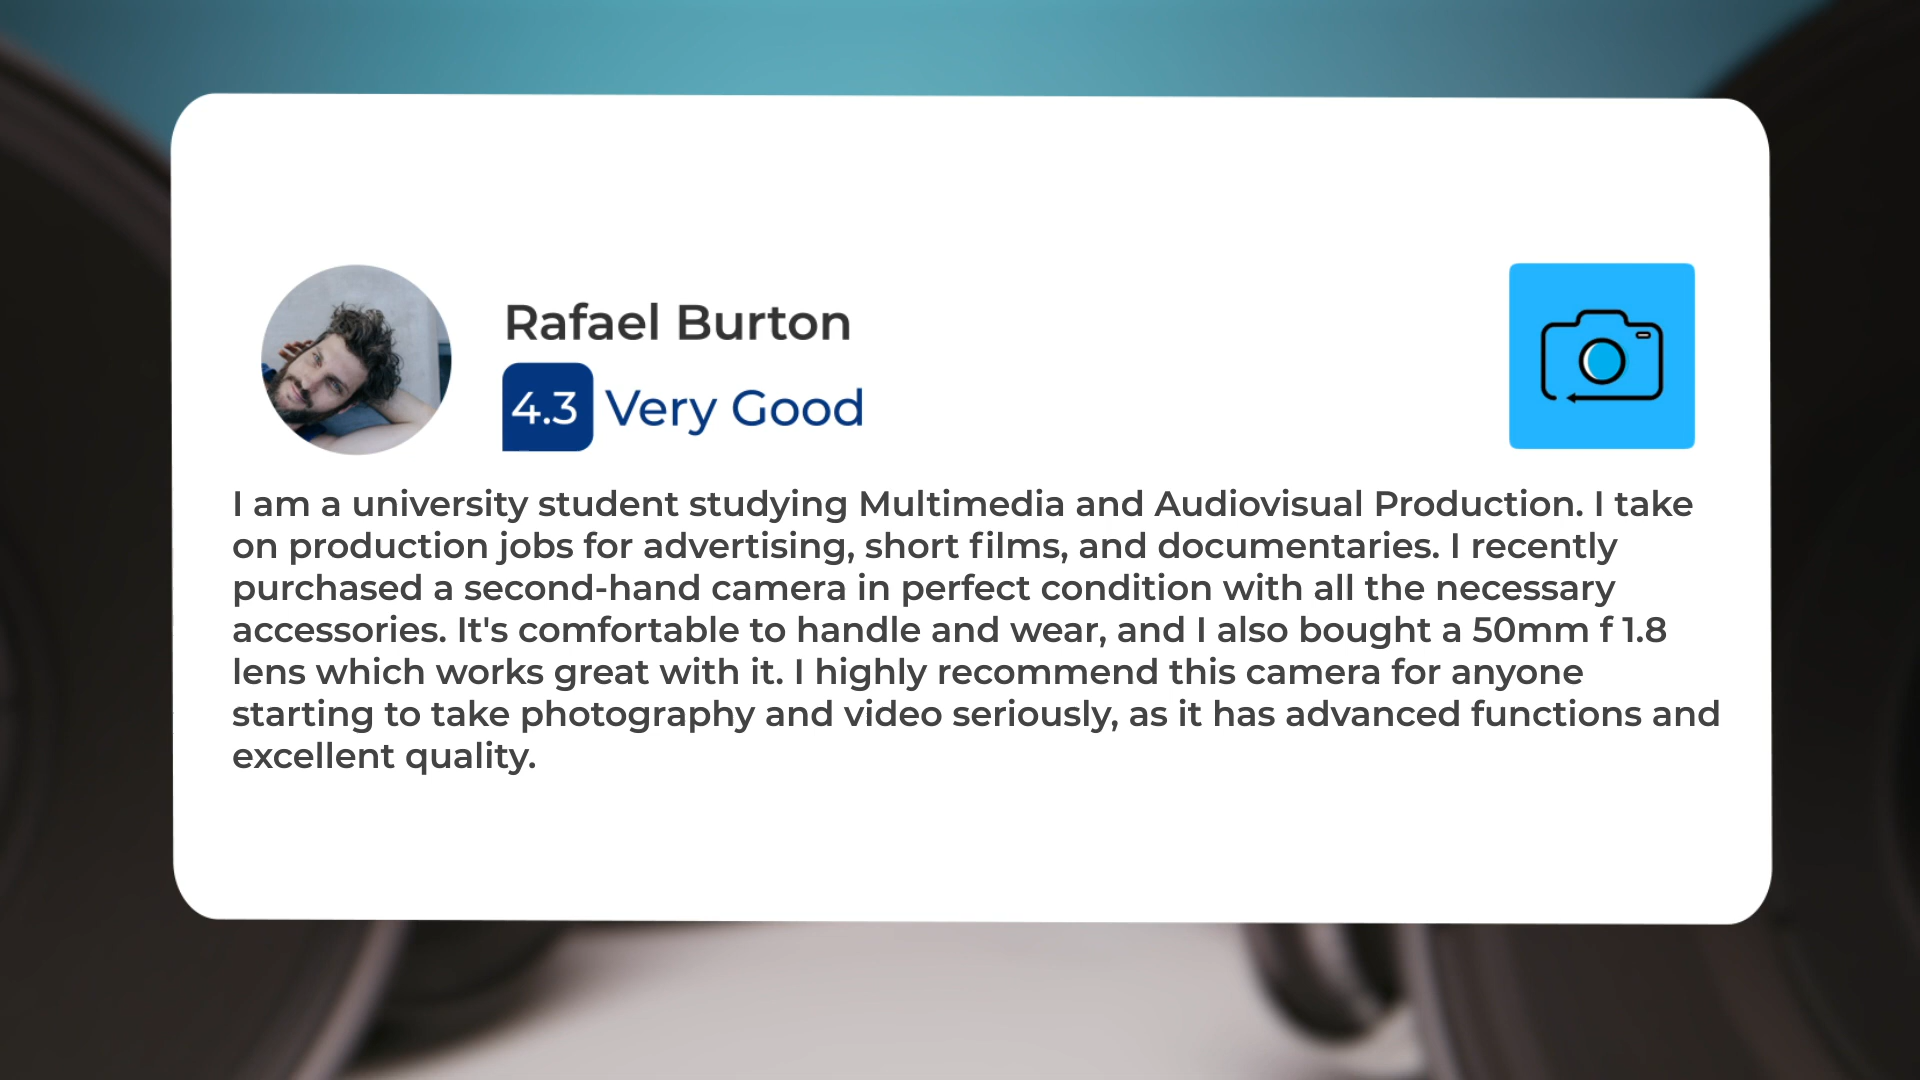 Rafael Burton
4.3 Very Good
I am a university student studying Multimedia and Audiovisual Production. I take
on production jobs for advertising, short films, and documentaries. I recently
purchased a second-hand camera in perfect condition with all the necessary
accessories. It's comfortable to handle and wear, and I also bought a 50mm f 1.8
lens which works great with it. I highly recommend this camera for anyone
starting to take photography and video seriously, as it has advanced functions and
excellent quality.